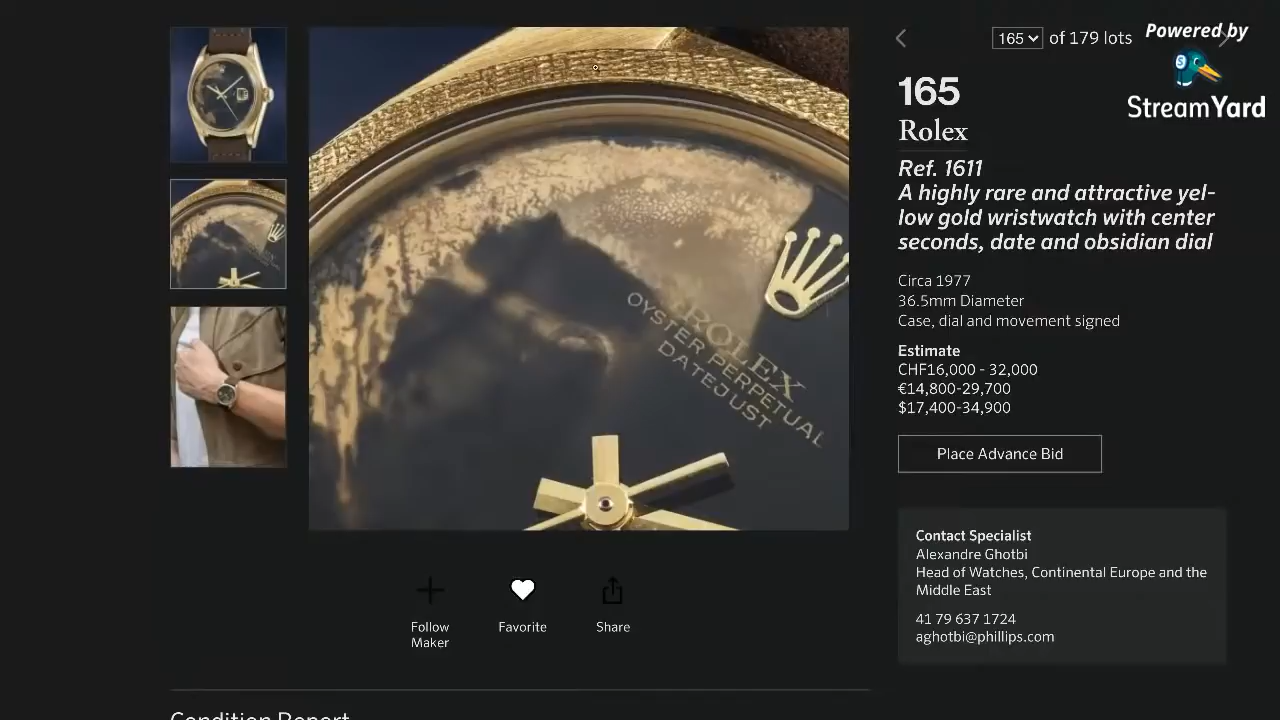 165 of 179 lots
Powered by
StreamYard
165
Rolex
Ref. 1611
A highly rare and attractive yel-
low gold wristwatch with center
seconds, date and obsidian dial
Circa 1977
36.5mm Diameter
Case, dial and movement signed
Estimate
CHF16,000 - 32,000
€14,800-29,700
$17,400-34,900
Place Advance Bid
Contact Specialist
Alexandre Ghotbi
Head of Watches, Continental Europe and the
Middle East
41 79 637 1724
aghotbi@phillips.com
ROLEX
OYSTER PERPETUAL
DATEJUST
Follow
Maker
Favorite
Share
Condition Report